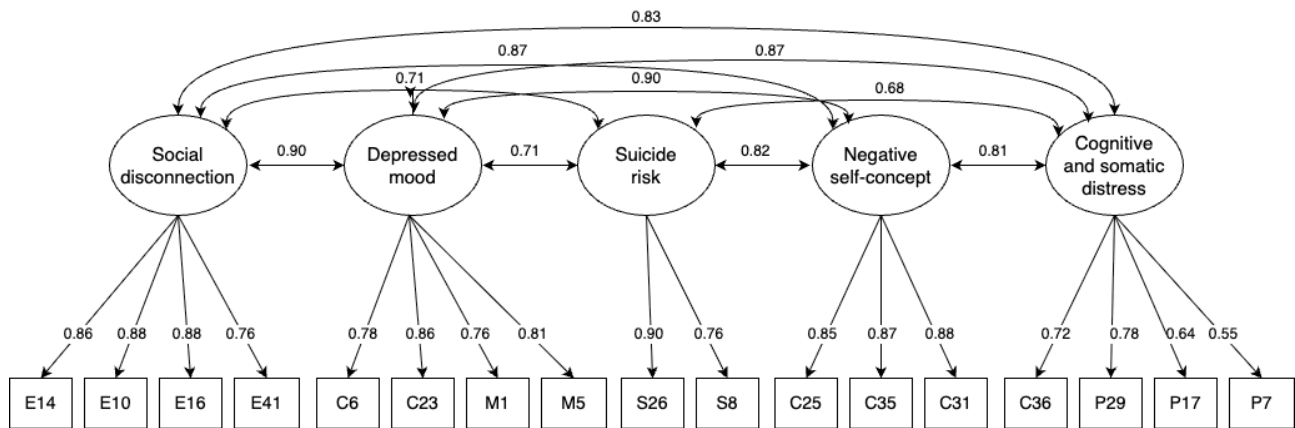 0.83
0.87
0.87
0.71
0.90
0.68
Social
disconnection
0.90
Depressed
mood
0.71
Suicide
risk
0.82
Negative
self-concept
0.81
Cognitive
and somatic
distress
0.86
0.88
0.88
0.76
0.78
0.86
0.76
0.81
0.90
0.76
0.85
0.87
0.88
0.72
0.78
0.64
0.55
E14
E10
E16
E41
C6
C23
M1
M5
S26
S8
C25
C35
C31
C36
P29
P17
P7